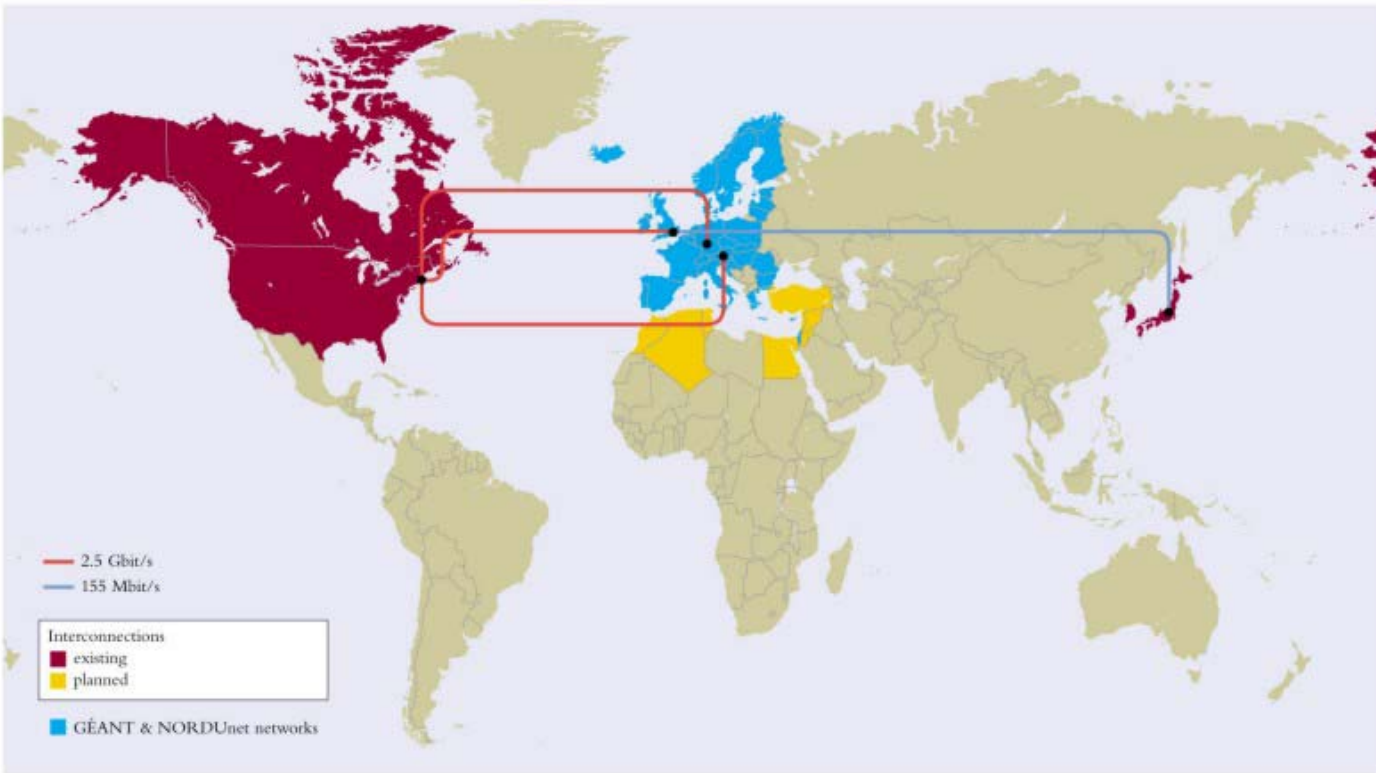 2.5 Gbit/s
155 Mbit/s
Interconnections
existing
planned
GÉANT & NORDUnet networks